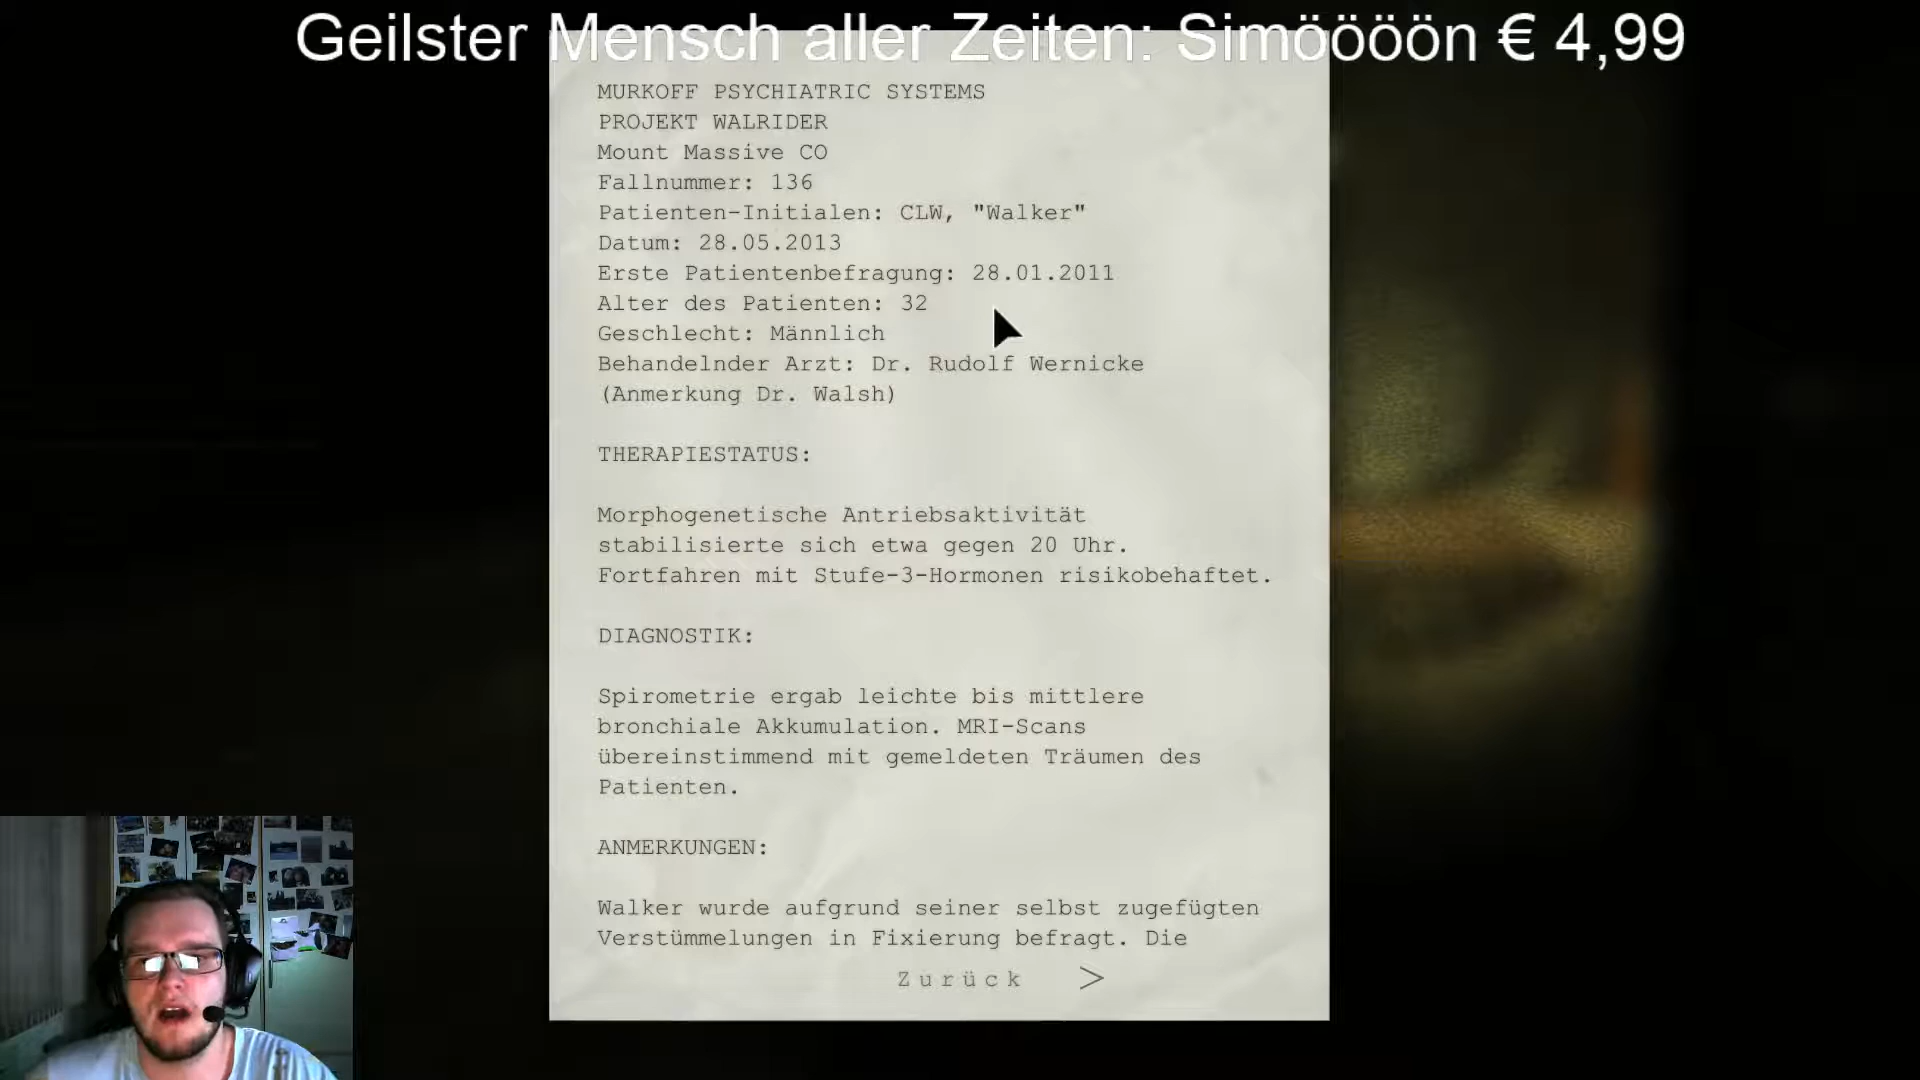 Geilster Mensch aller Zeiten: Simööööön € 4,99
MURKOFF PSYCHIATRIC SYSTEMS
PROJEKT WALRIDER
Mount Massive CO
Fallnummer: 136
Patienten-Initialen: CLW, "Walker"
Datum: 28.05.2013
Erste Patientenbefragung: 28.01.2011
Alter des Patienten: 32
Geschlecht: Männlich
Behandelnder Arzt: Dr. Rudolf Wernicke
(Anmerkung Dr. Walsh)
THERAPIESTATUS:
Morphogenetische Antriebsaktivität
stabilisierte sich etwa gegen 20 Uhr.
Fortfahren mit Stufe-3-Hormonen risikobehaftet.
DIAGNOSTIK:
Spirometrie ergab leichte bis mittlere
bronchiale Akkumulation. MRI-Scans
übereinstimmend mit gemeldeten Träumen des
Patienten.
ANMERKUNGEN:
Walker wurde aufgrund seiner selbst zugefügten
Verstümmelungen in Fixierung befragt. Die
Zurück >